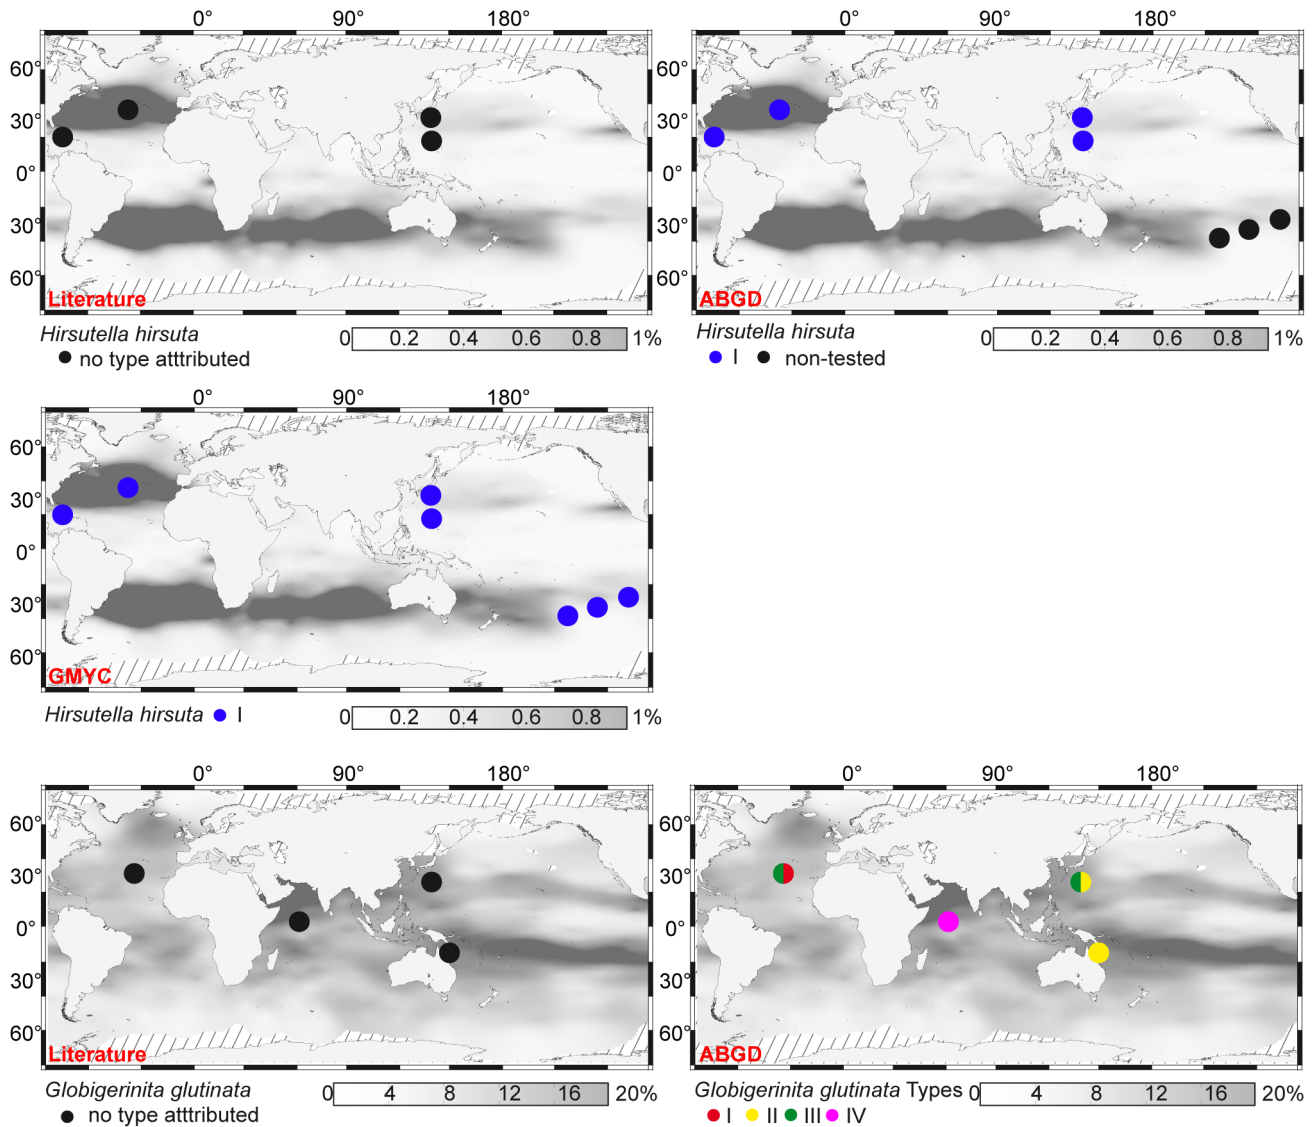 0° 90° 180°
60°
30°
0°
30°
60°
Literature
Hirsutella hirsuta
0 0.2 0.4 0.6 0.8 1%
no type atttributed
0° 90° 180°
60°
30°
0°
30°
60°
ABGD
Hirsutella hirsuta
0 0.2 0.4 0.6 0.8 1%
I non-tested
0° 90° 180°
60°
30°
0°
30°
60°
GMYC
Hirsutella hirsuta I 0 0.2 0.4 0.6 0.8 1%
0° 90° 180°
60°
30°
0°
30°
60°
Literature
Globigerinita glutinata 0 4 8 12 16 20%
no type atttributed
0° 90° 180°
60°
30°
0°
30°
60°
ABGD
Globigerinita glutinata Types 0 4 8 12 16 20%
I II III IV